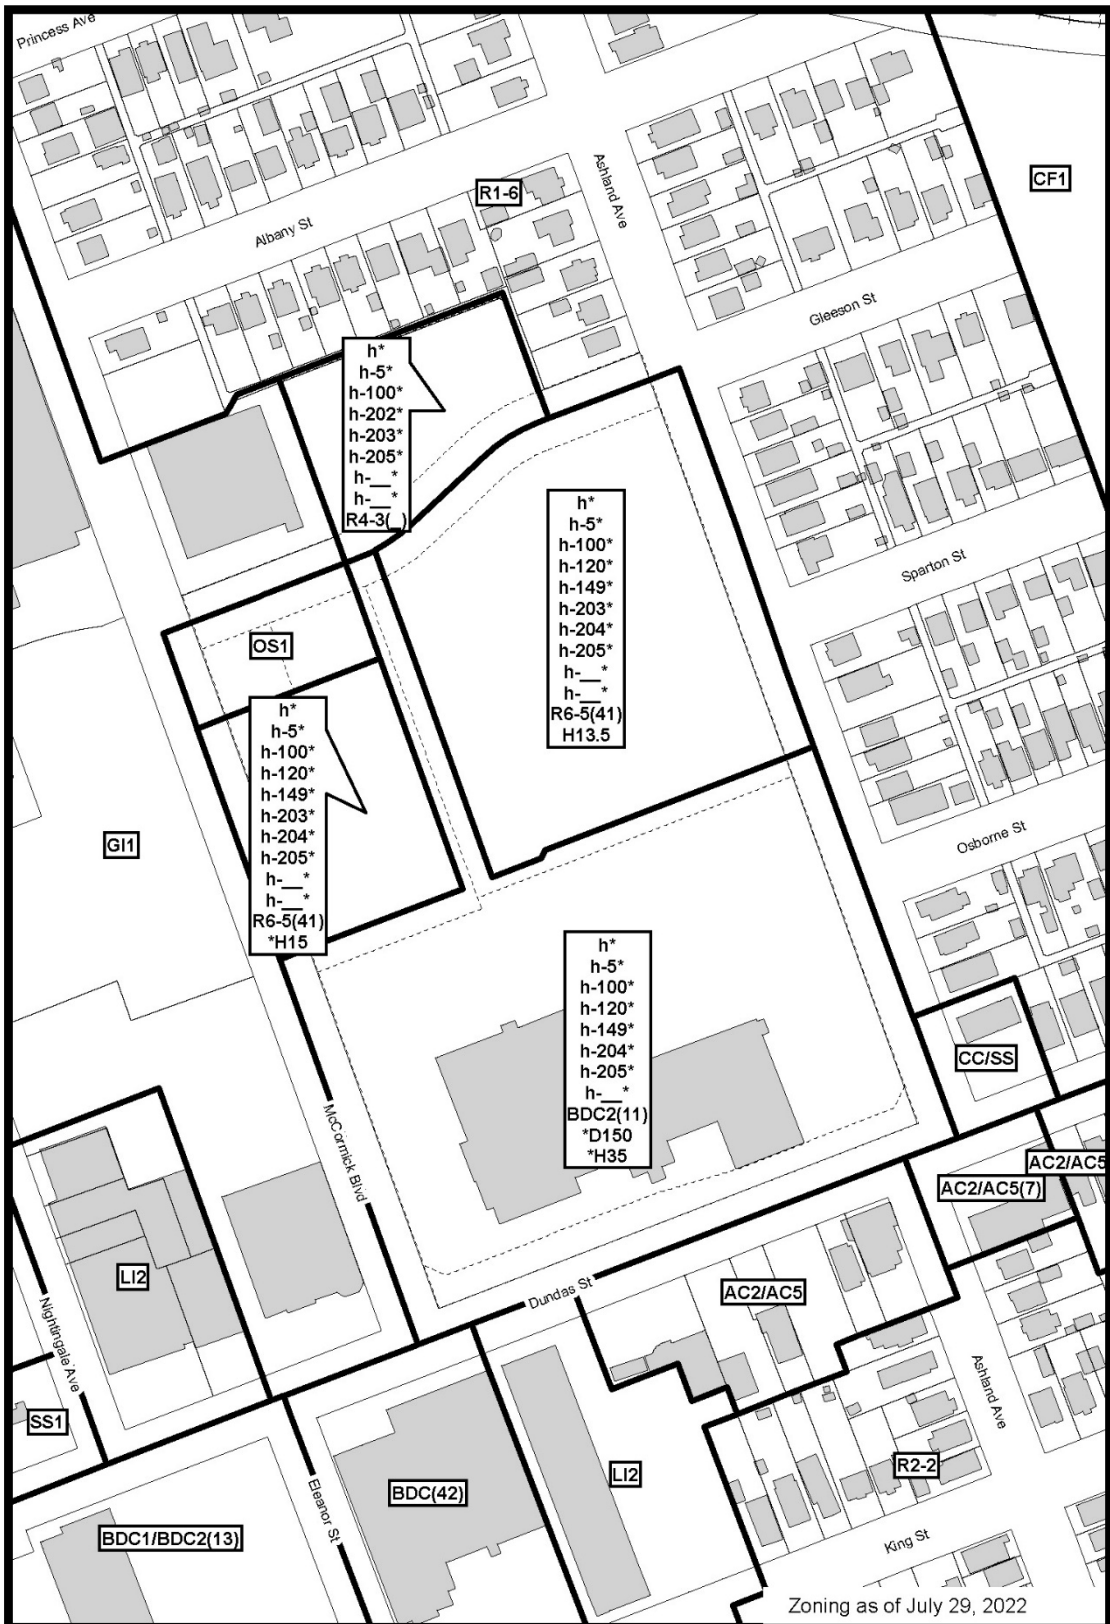 Princess Ave
Albany St
R1-6
Ashland Ave
CF1
Gleeson St
h*
h-5*
h-100*
h-202*
h-203*
h-205*
h-__*
h-__*
R4-3(_)
h*
h-5*
h-100*
h-120*
h-149*
h-203*
h-204*
h-205*
h-__*
h-__*
R6-5(41)
H13.5
Sparton St
OS1
h*
h-5*
h-100*
h-120*
h-149*
h-203*
h-204*
h-205*
h-__*
h-__*
R6-5(41)
*H15
GI1
Osborne St
h*
h-5*
h-100*
h-120*
h-149*
h-204*
h-205*
h-__*
BDC2(11)
*D150
*H35
CC/SS
McCormick Blvd
AC2/AC5
AC2/AC5(7)
LI2
Dundas St
AC2/AC5
Nightingale Ave
Ashland Ave
SS1
R2-2
LI2
BDC(42)
Eleanor St
BDC1/BDC2(13)
King St
Zoning as of July 29, 2022